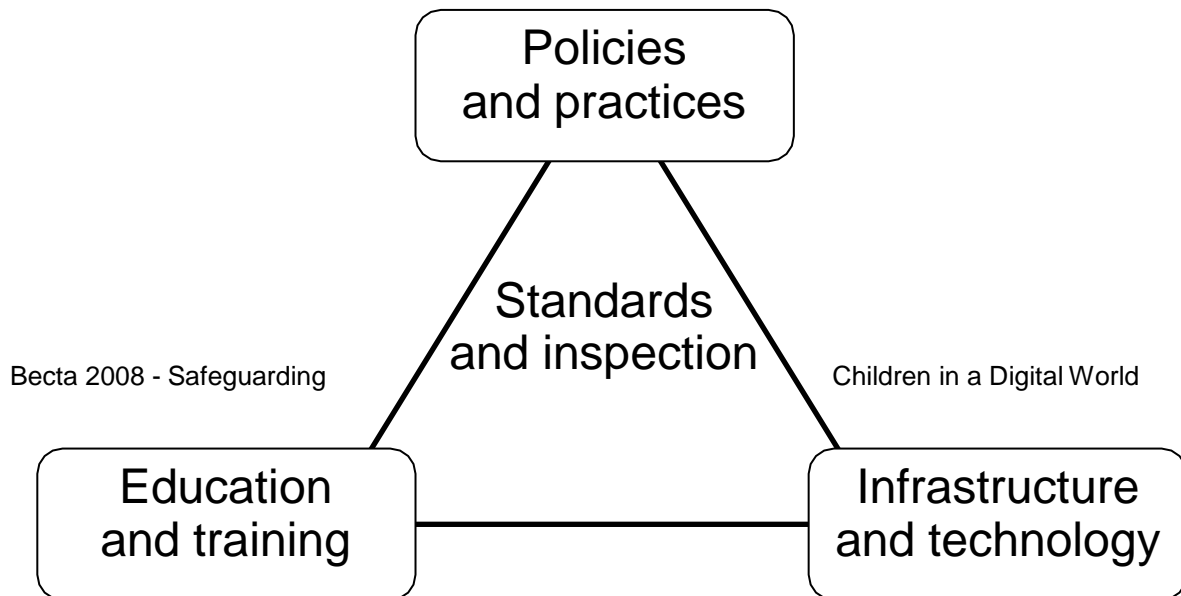 Policies
and practices
Standards
and inspection
Becta 2008 - Safeguarding
Children in a Digital World
Education
and training
Infrastructure
and technology